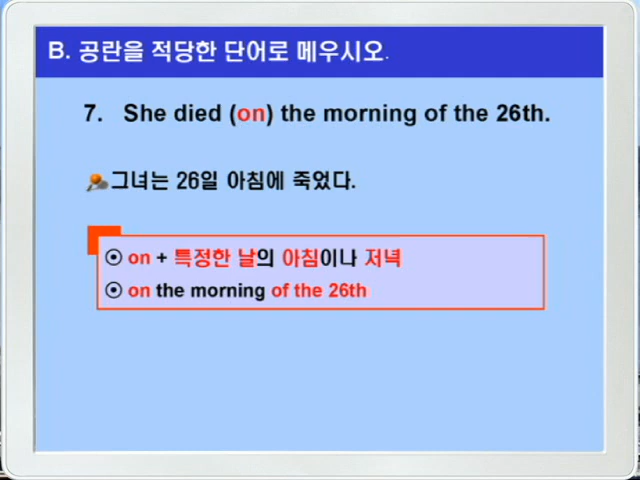 B. 공란을 적당한 단어로 메우시오.
7. She died (on) the morning of the 26th.
그녀는 26일 아침에 죽었다.
⊙ on + 특정한 날의 아침이나 저녁
⊙ on the morning of the 26th